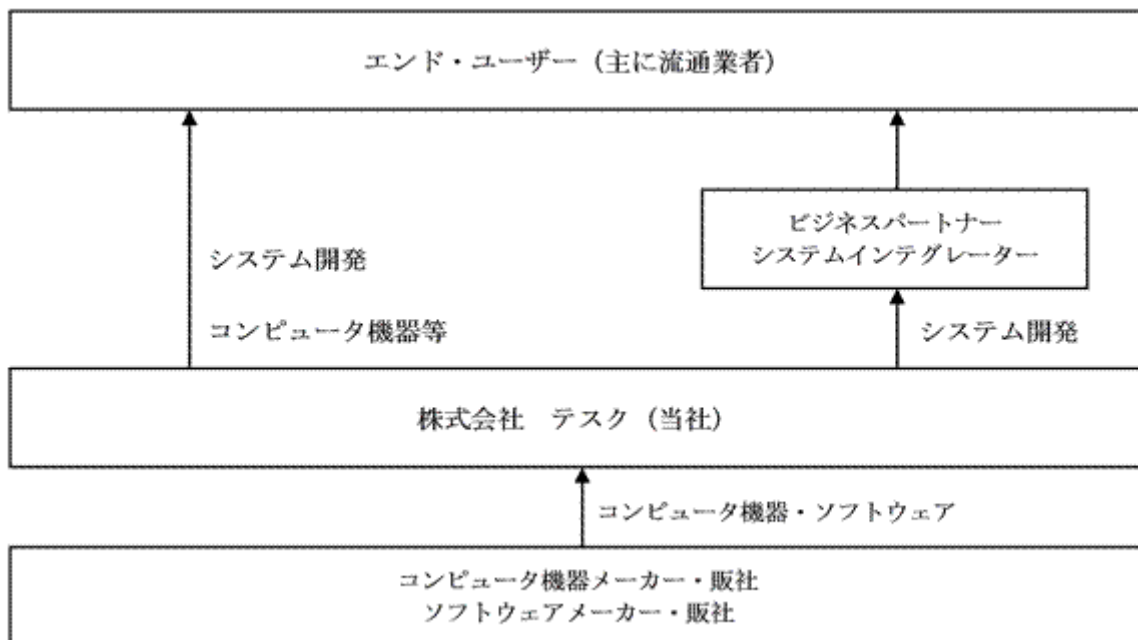 エンド・ユーザー（主に流通業者）
ビジネスパートナー
システムインテグレーター
システム開発
コンピュータ機器等
システム開発
株式会社　テスク（当社）
コンピュータ機器・ソフトウェア
コンピュータ機器メーカー・販社
ソフトウェアメーカー・販社